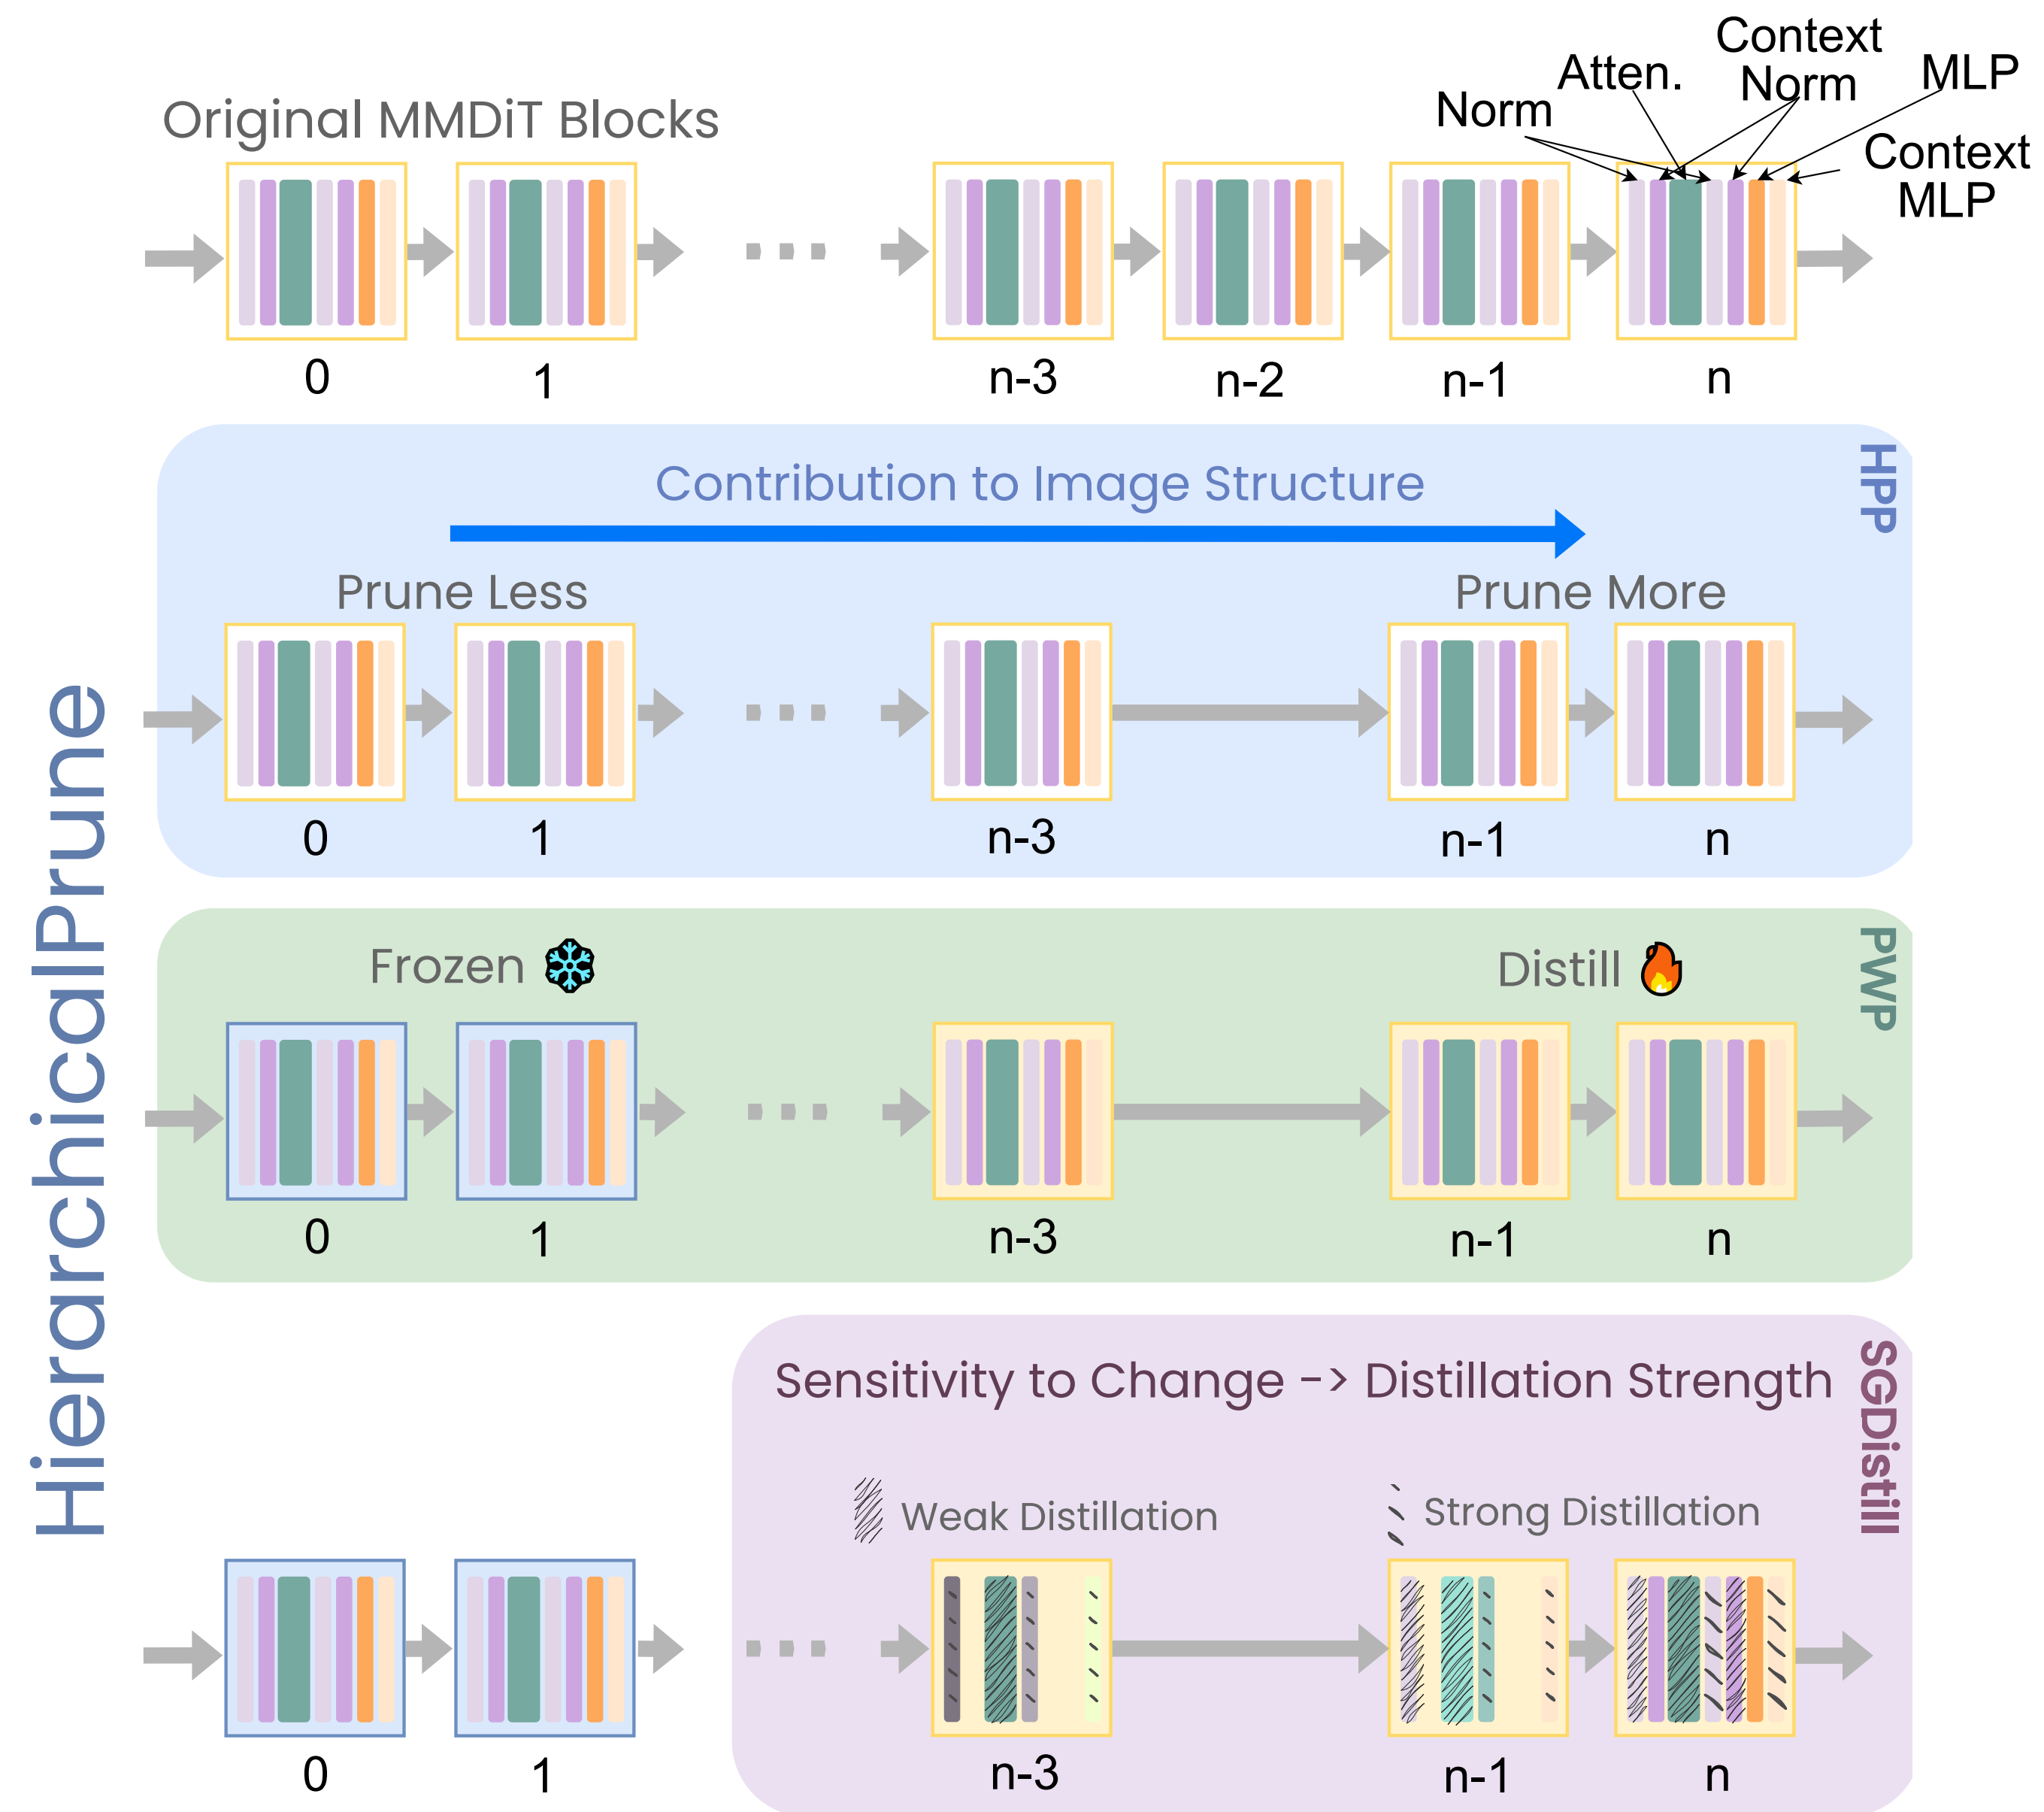 Original MMDiT Blocks
Norm
Atten.
Context
Norm
MLP
Context
MLP
0
1
n-3
n-2
n-1
n
HierarchicalPrune
HPP
Contribution to Image Structure
Prune Less
Prune More
0
1
n-3
n-1
n
PWP
Frozen
Distill
0
1
n-3
n-1
n
SGDistill
Sensitivity to Change -> Distillation Strength
Weak Distillation
Strong Distillation
0
1
n-3
n-1
n